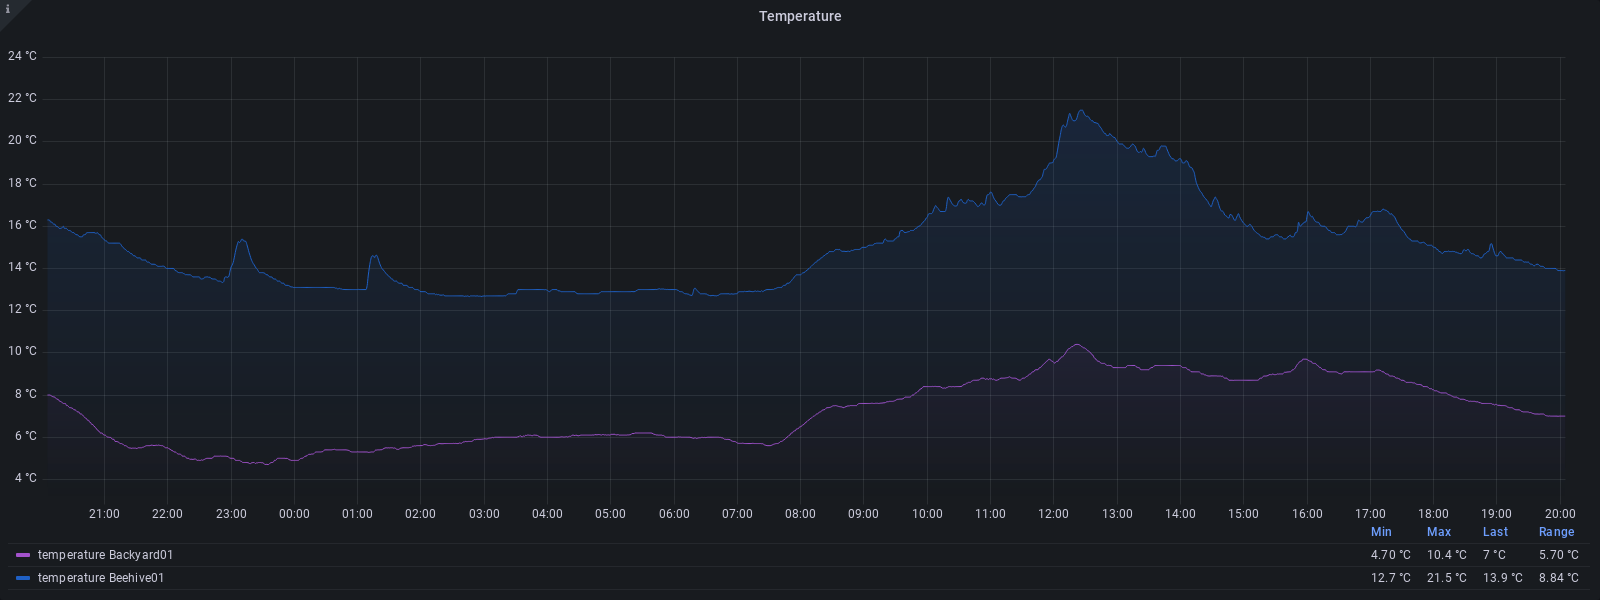 i
Temperature
24 °C
22 °C
20 °C
18 °C
16 °C
14 °C
12 °C
10 °C
8 °C
6 °C
4 °C
21:00 22:00 23:00 00:00 01:00 02:00 03:00 04:00 05:00 06:00 07:00 08:00 09:00 10:00 11:00 12:00 13:00 14:00 15:00 16:00 17:00 18:00 19:00 20:00
Min Max Last Range
temperature Backyard01 4.70 °C 10.4 °C 7 °C 5.70 °C
temperature Beehive01 12.7 °C 21.5 °C 13.9 °C 8.84 °C